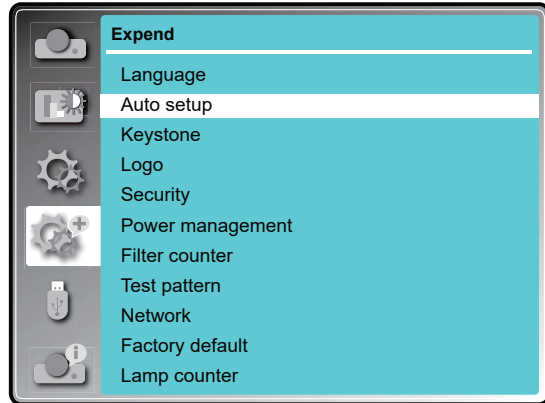 Expend
Language
Auto setup
Keystone
Logo
Security
Power management
Filter counter
Test pattern
Network
Factory default
Lamp counter